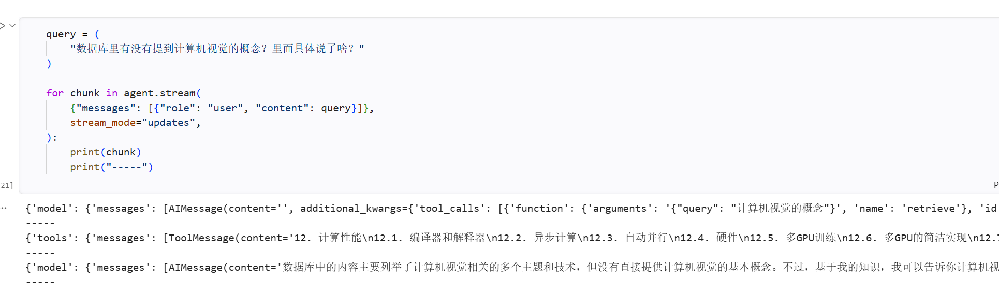 query = (
"数据库里有没有提到计算机视觉的概念？里面具体说了啥？"
)
for chunk in agent.stream(
{"messages": [{"role": "user", "content": query}]},
stream_mode="updates",
):
print(chunk)
print("-----")
21]
P
{'model': {'messages': [AIMessage(content='', additional_kwargs={'tool_calls': [{'function': {'arguments': '{"query": "计算机视觉的概念"}', 'name': 'retrieve'}, 'id
-----
{'tools': {'messages': [ToolMessage(content='12. 计算性能\n12.1. 编译器和解释器\n12.2. 异步计算\n12.3. 自动并行\n12.4. 硬件\n12.5. 多GPU训练\n12.6. 多GPU的简洁实现\n12.7
-----
{'model': {'messages': [AIMessage(content='数据库中的内容主要列举了计算机视觉相关的多个主题和技术，但没有直接提供计算机视觉的基本概念。不过，基于我的知识，我可以告诉你计算机视
-----